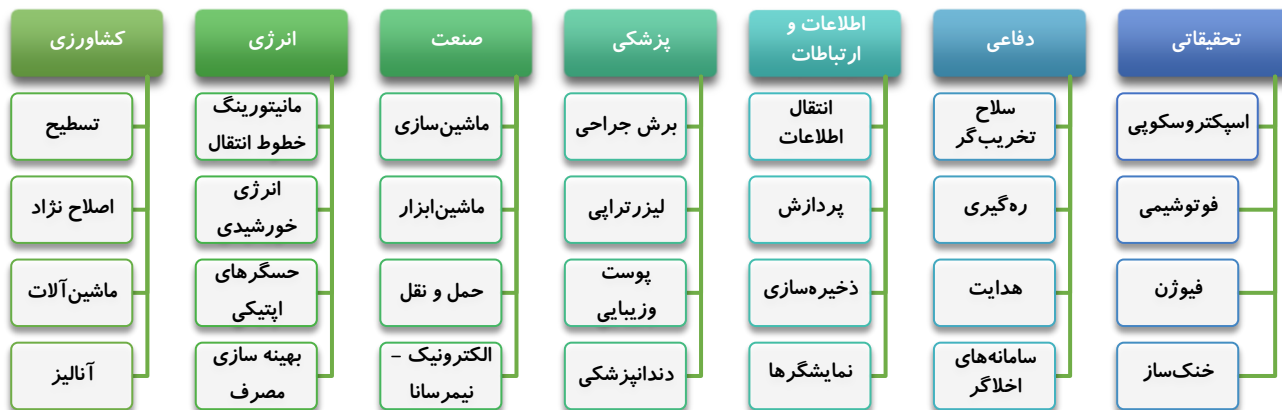 تحقیقاتی
اسپکتروسکوپی
فوتوشیمی
فیوژن
خنک‌ساز
دفاعی
سلاح
تخریب‌گر
ره‌گیری
هدایت
سامانه‌های
اخلاگر
اطلاعات و
ارتباطات
انتقال
اطلاعات
پردازش
ذخیره‌سازی
نمایشگرها
پزشکی
برش جراحی
لیزرتراپی
پوست
وزیبایی
دندانپزشکی
صنعت
ماشین‌سازی
ماشین‌ابزار
حمل و نقل
الکترونیک –
نیمرسانا
انرژی
مانیتورینگ
خطوط انتقال
انرژی
خورشیدی
حسگرهای
اپتیکی
بهینه سازی
مصرف
کشاورزی
تسطیح
اصلاح نژاد
ماشین‌آلات
آنالیز